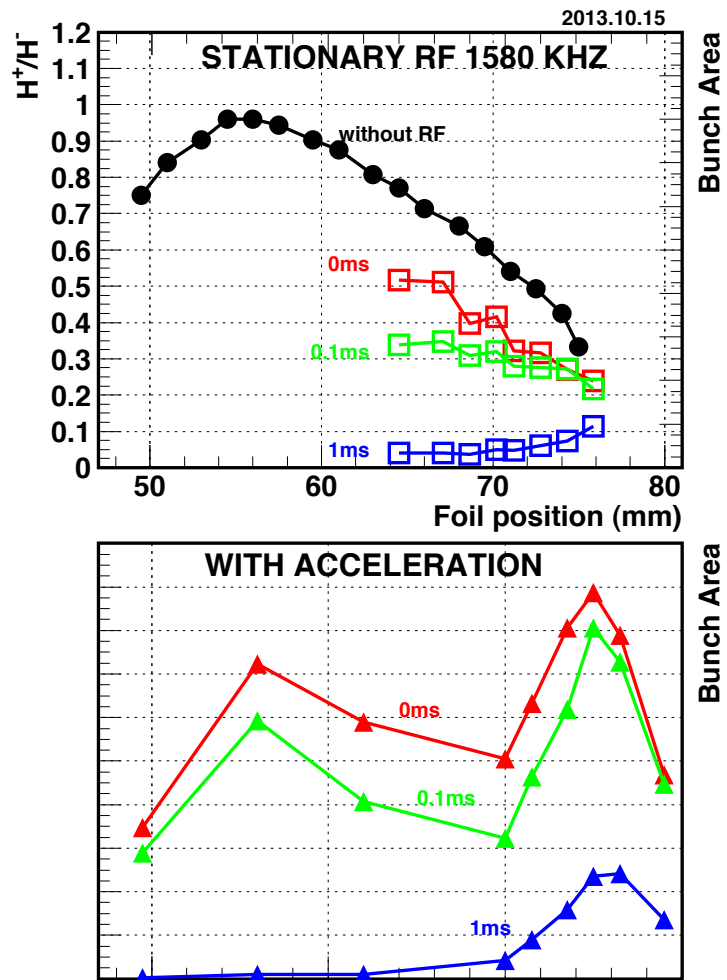 2013.10.15
STATIONARY RF 1580 KHZ
H+/H-
Bunch Area
1.2
1.1
1
0.9
0.8
0.7
0.6
0.5
0.4
0.3
0.2
0.1
0
without RF
0ms
0.1ms
1ms
50 60 70 80
Foil position (mm)
WITH ACCELERATION
Bunch Area
0ms
0.1ms
1ms